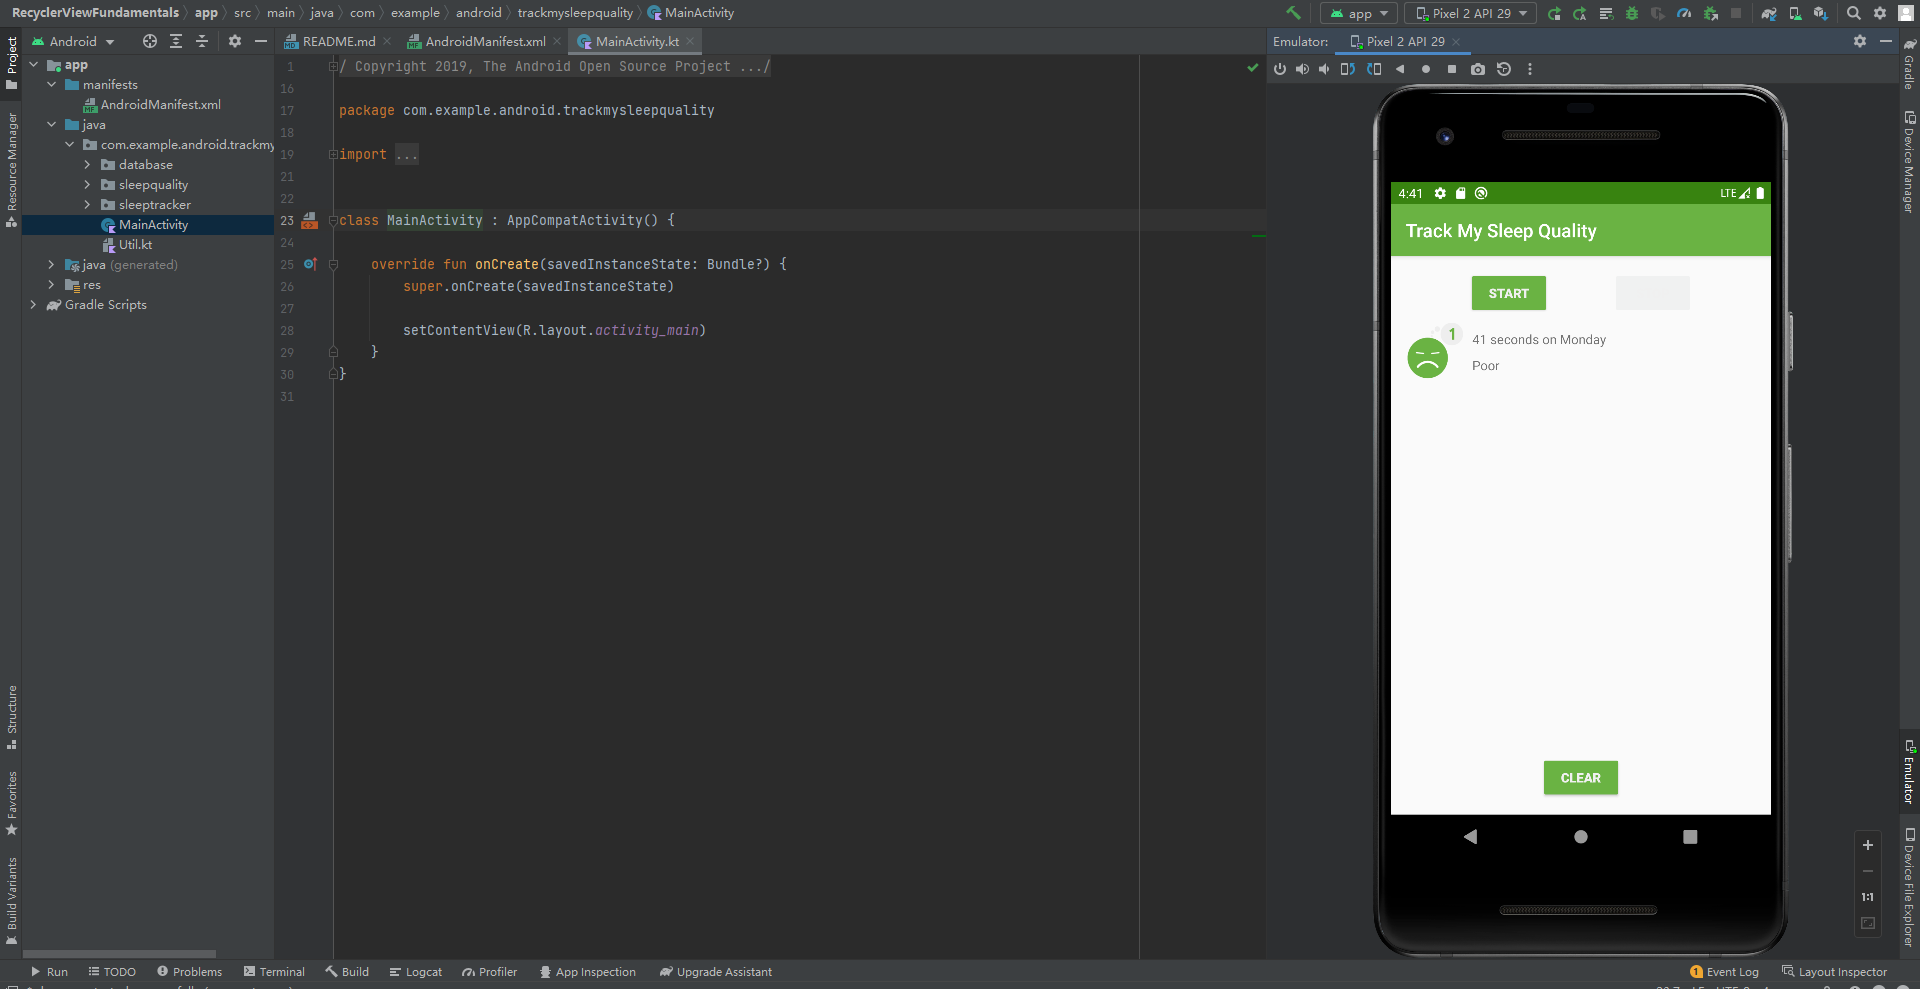 RecyclerViewFundamentals app src main java com example android trackmysleepquality MainActivity
app Pixel 2 API 29
Project
Android
README.md AndroidManifest.xml MainActivity.kt
Emulator: Pixel 2 API 29
app
manifests
AndroidManifest.xml
java
com.example.android.trackmy
database
sleepquality
sleeptracker
MainActivity
Util.kt
java (generated)
res
Gradle Scripts
Resource Manager
Structure
Favorites
Build Variants
1 / Copyright 2019, The Android Open Source Project .../
16
17 package com.example.android.trackmysleepquality
18
19 import ...
21
22
23 class MainActivity : AppCompatActivity() {
24
25 override fun onCreate(savedInstanceState: Bundle?) {
26 super.onCreate(savedInstanceState)
27
28 setContentView(R.layout.activity_main)
29 }
30 }
31
4:41 LTE
Track My Sleep Quality
START
1
41 seconds on Monday
Poor
CLEAR
1:1
Gradle
Device Manager
Emulator
Device File Explorer
Run TODO Problems Terminal Build Logcat Profiler App Inspection Upgrade Assistant
1 Event Log Layout Inspector